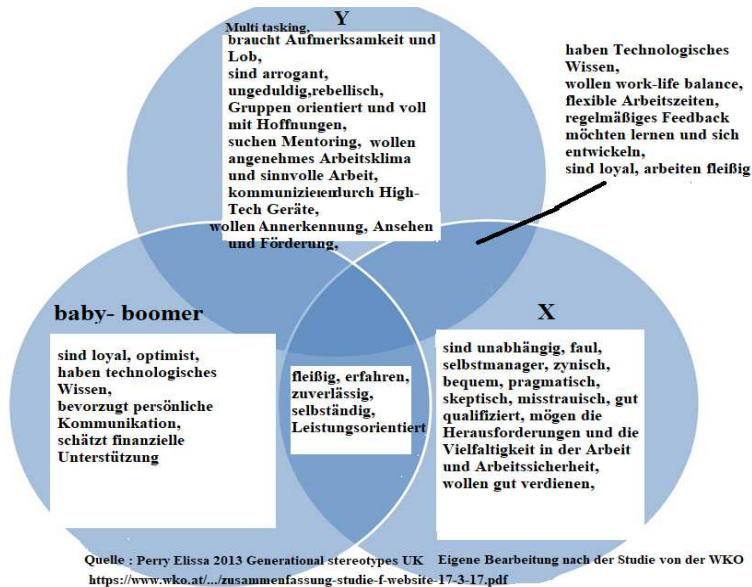 Y
Multi tasking,
braucht Aufmerksamkeit und
Lob,
sind arrogant,
ungeduldig,rebellisch,
Gruppen orientiert und voll
mit Hoffnungen,
suchen Mentoring, wollen
angenehmes Arbeitsklima
und sinnvolle Arbeit,
kommunizieren durch High-
Tech Geräte,
wollen Annerkennung, Ansehen
und Förderung,
haben Technologisches
Wissen,
wollen work-life balance,
flexible Arbeitszeiten,
regelmäßiges Feedback
möchten lernen und sich
entwickeln,
sind loyal, arbeiten fleißig
baby- boomer
sind loyal, optimist,
haben technologisches
Wissen,
bevorzugt persönliche
Kommunikation,
schätzt finanzielle
Unterstützung
fleißig, erfahren,
zuverlässig,
selbständig,
Leistungsorientiert
X
sind unabhängig, faul,
selbstmanager, zynisch,
bequem, pragmatisch,
skeptisch, misstrauisch, gut
qualifiziert, mögen die
Herausforderungen und die
Vielfaltigkeit in der Arbeit
und Arbeitssicherheit,
wollen gut verdienen,
Quelle : Perry Elissa 2013 Generational stereotypes UK Eigene Bearbeitung nach der Studie von der WKO
https://www.wko.at/.../zusammenfassung-studie-f-website-17-3-17.pdf